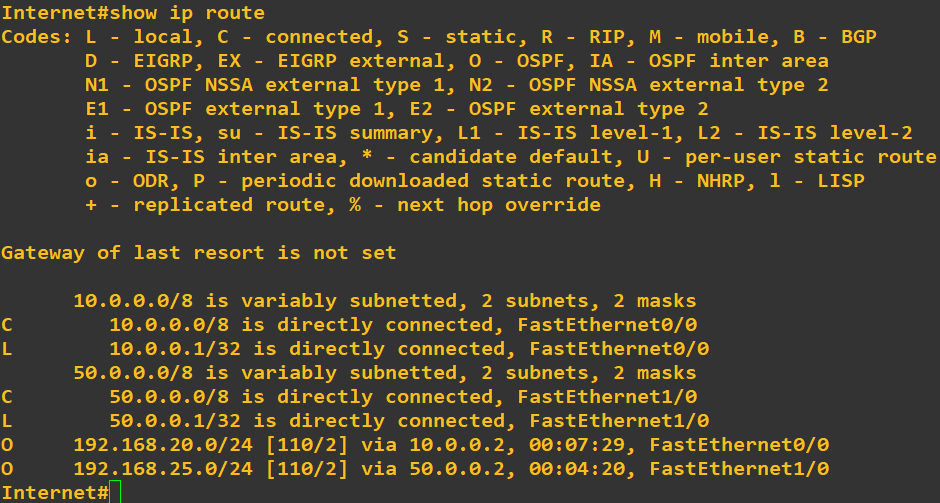 Internet#show ip route
Codes: L - local, C - connected, S - static, R - RIP, M - mobile, B - BGP
       D - EIGRP, EX - EIGRP external, O - OSPF, IA - OSPF inter area
       N1 - OSPF NSSA external type 1, N2 - OSPF NSSA external type 2
       E1 - OSPF external type 1, E2 - OSPF external type 2
       i - IS-IS, su - IS-IS summary, L1 - IS-IS level-1, L2 - IS-IS level-2
       ia - IS-IS inter area, * - candidate default, U - per-user static route
       o - ODR, P - periodic downloaded static route, H - NHRP, l - LISP
       + - replicated route, % - next hop override

Gateway of last resort is not set

      10.0.0.0/8 is variably subnetted, 2 subnets, 2 masks
C        10.0.0.0/8 is directly connected, FastEthernet0/0
L        10.0.0.1/32 is directly connected, FastEthernet0/0
      50.0.0.0/8 is variably subnetted, 2 subnets, 2 masks
C        50.0.0.0/8 is directly connected, FastEthernet1/0
L        50.0.0.1/32 is directly connected, FastEthernet1/0
O     192.168.20.0/24 [110/2] via 10.0.0.2, 00:07:29, FastEthernet0/0
O     192.168.25.0/24 [110/2] via 50.0.0.2, 00:04:20, FastEthernet1/0
Internet#